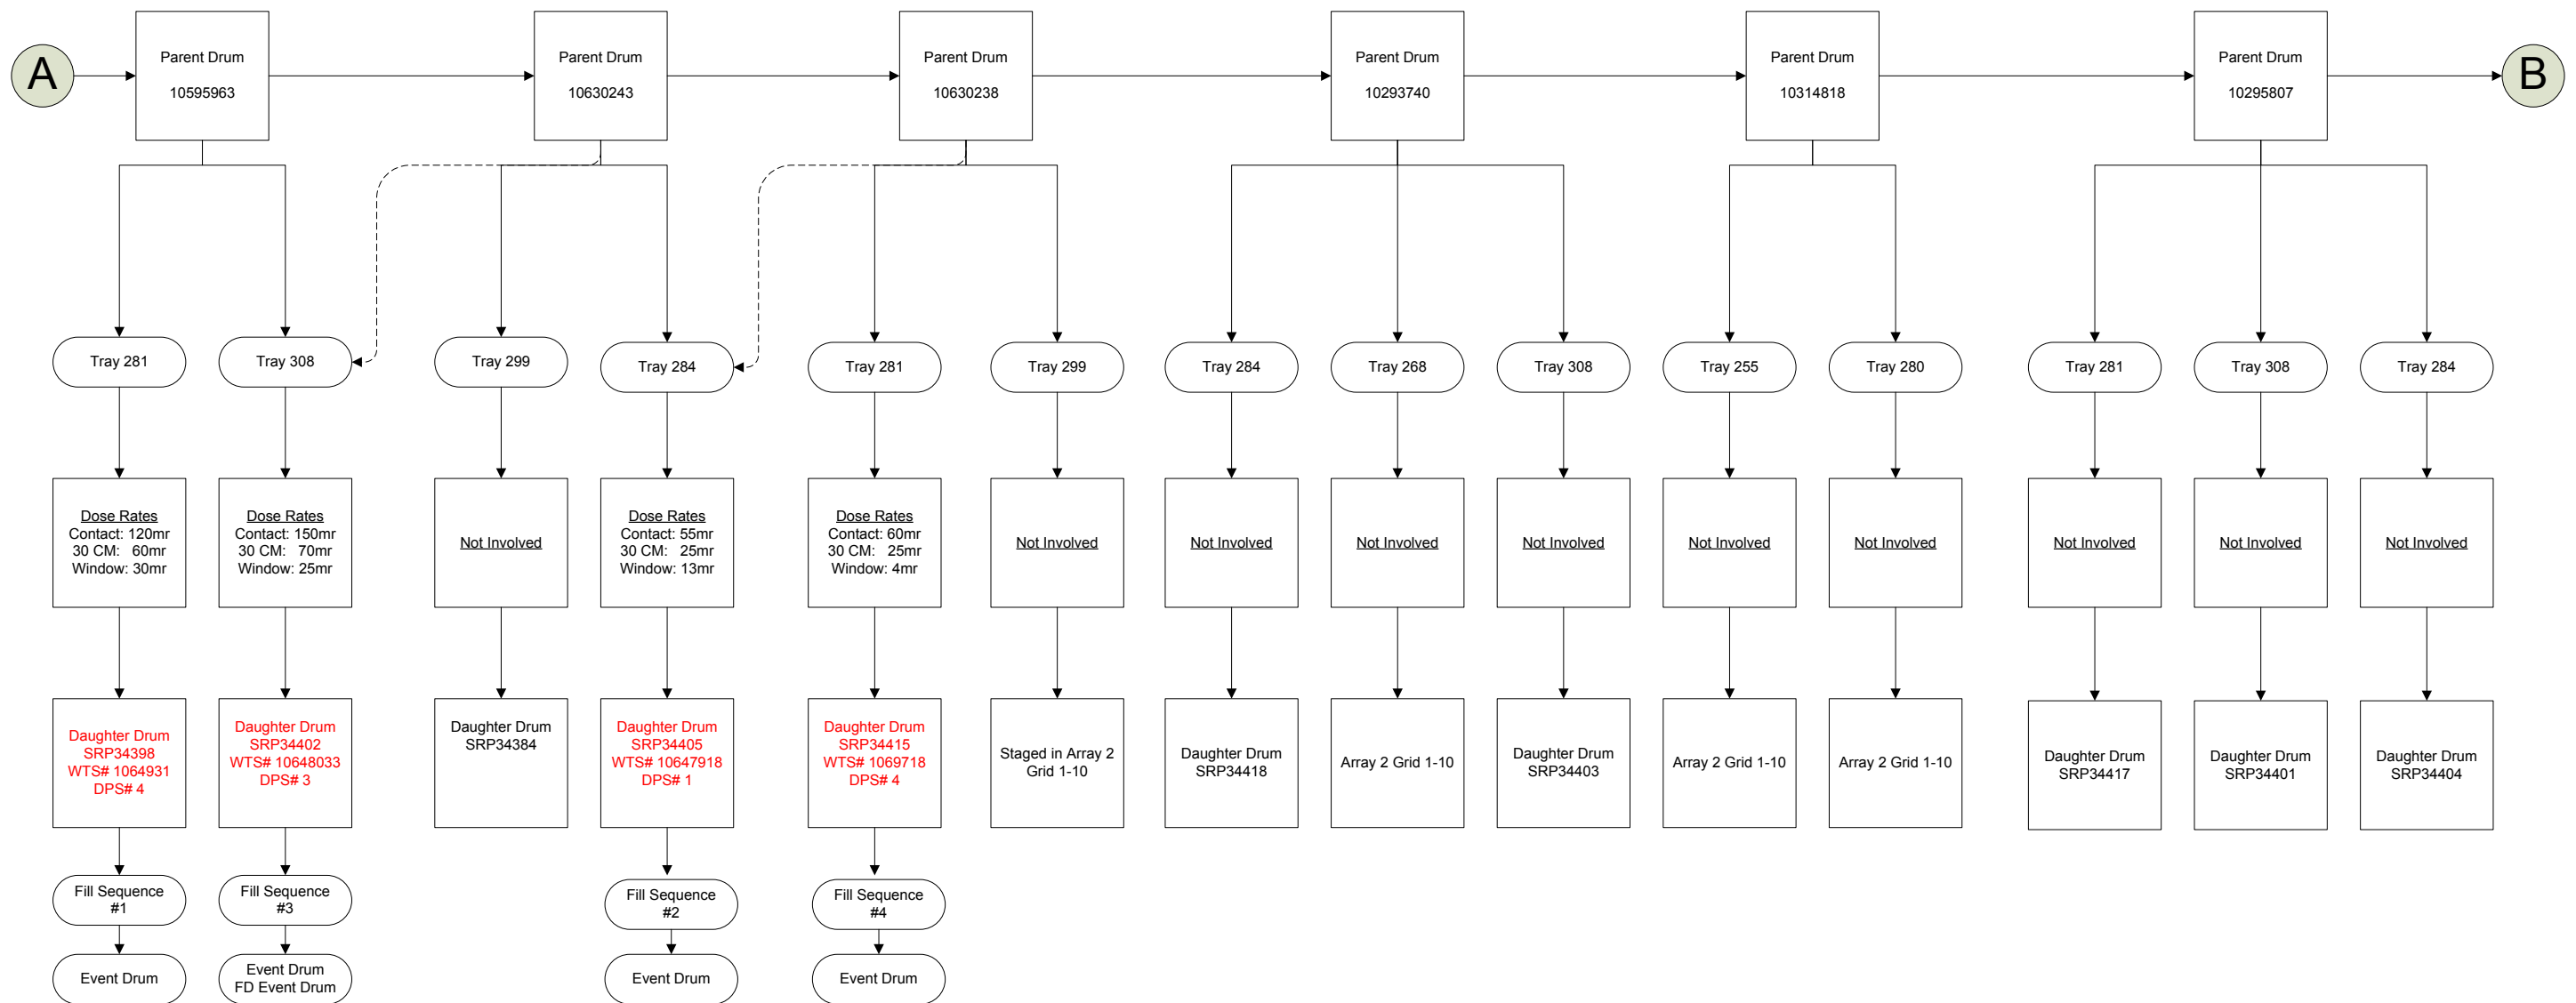 A
Parent Drum
10595963
Parent Drum
10630243
Parent Drum
10630238
Parent Drum
10293740
Parent Drum
10314818
Parent Drum
10295807
B
Tray 281
Tray 308
Tray 299
Tray 284
Tray 281
Tray 299
Tray 284
Tray 268
Tray 308
Tray 255
Tray 280
Tray 281
Tray 308
Tray 284
Dose Rates
Contact: 120mr
30 CM: 60mr
Window: 30mr
Dose Rates
Contact: 150mr
30 CM: 70mr
Window: 25mr
Not Involved
Dose Rates
Contact: 55mr
30 CM: 25mr
Window: 13mr
Dose Rates
Contact: 60mr
30 CM: 25mr
Window: 4mr
Not Involved
Not Involved
Not Involved
Not Involved
Not Involved
Not Involved
Not Involved
Not Involved
Not Involved
Daughter Drum
SRP34398
WTS# 1064931
DPS# 4
Daughter Drum
SRP34402
WTS# 10648033
DPS# 3
Daughter Drum
SRP34384
Daughter Drum
SRP34405
WTS# 10647918
DPS# 1
Daughter Drum
SRP34415
WTS# 1069718
DPS# 4
Staged in Array 2
Grid 1-10
Daughter Drum
SRP34418
Array 2 Grid 1-10
Daughter Drum
SRP34403
Array 2 Grid 1-10
Array 2 Grid 1-10
Daughter Drum
SRP34417
Daughter Drum
SRP34401
Daughter Drum
SRP34404
Fill Sequence
#1
Fill Sequence
#3
Fill Sequence
#2
Fill Sequence
#4
Event Drum
Event Drum
FD Event Drum
Event Drum
Event Drum